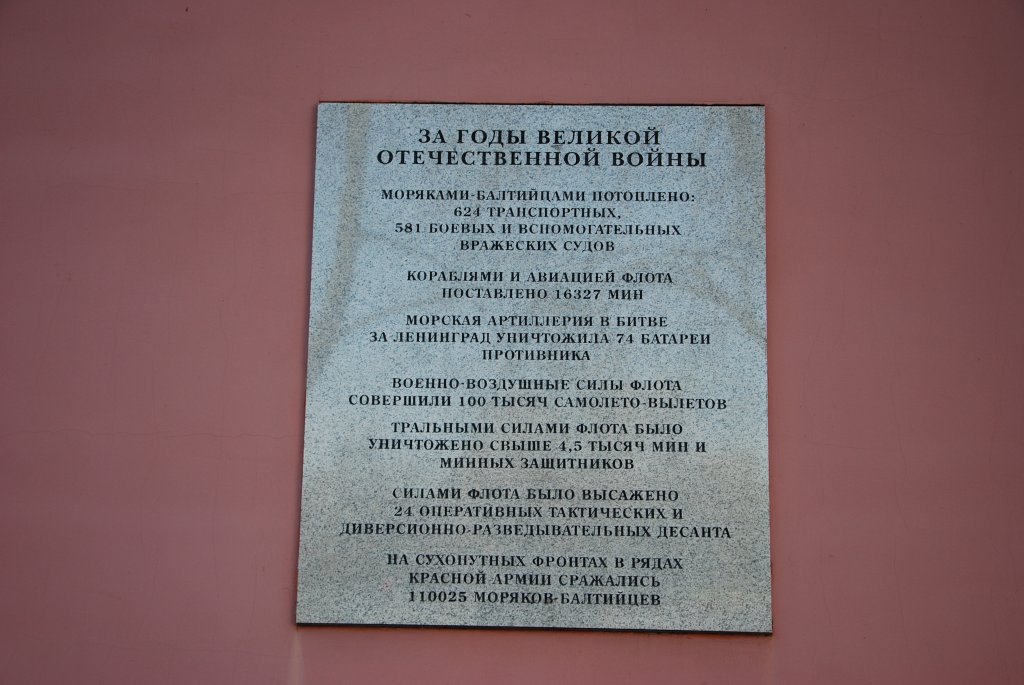 ЗА ГОДЫ ВЕЛИКОЙ
ОТЕЧЕСТВЕННОЙ ВОЙНЫ
МОРЯКАМИ-БАЛТИЙЦАМИ ПОТОПЛЕНО:
624 ТРАНСПОРТНЫХ,
581 БОЕВЫХ И ВСПОМОГАТЕЛЬНЫХ
ВРАЖЕСКИХ СУДОВ
КОРАБЛЯМИ И АВИАЦИЕЙ ФЛОТА
ПОСТАВЛЕНО 16327 МИН
МОРСКАЯ АРТИЛЛЕРИЯ В БИТВЕ
ЗА ЛЕНИНГРАД УНИЧТОЖИЛА 74 БАТАРЕИ
ПРОТИВНИКА
ВОЕННО-ВОЗДУШНЫЕ СИЛЫ ФЛОТА
СОВЕРШИЛИ 100 ТЫСЯЧ САМОЛЕТО-ВЫЛЕТОВ
ТРАЛЬНЫМИ СИЛАМИ ФЛОТА БЫЛО
УНИЧТОЖЕНО СВЫШЕ 4,5 ТЫСЯЧ МИН И
МИННЫХ ЗАЩИТНИКОВ
СИЛАМИ ФЛОТА БЫЛО ВЫСАЖЕНО
24 ОПЕРАТИВНЫХ ТАКТИЧЕСКИХ И
ДИВЕРСИОННО-РАЗВЕДЫВАТЕЛЬНЫХ ДЕСАНТА
НА СУХОПУТНЫХ ФРОНТАХ В РЯДАХ
КРАСНОЙ АРМИИ СРАЖАЛИСЬ
110025 МОРЯКОВ-БАЛТИЙЦЕВ